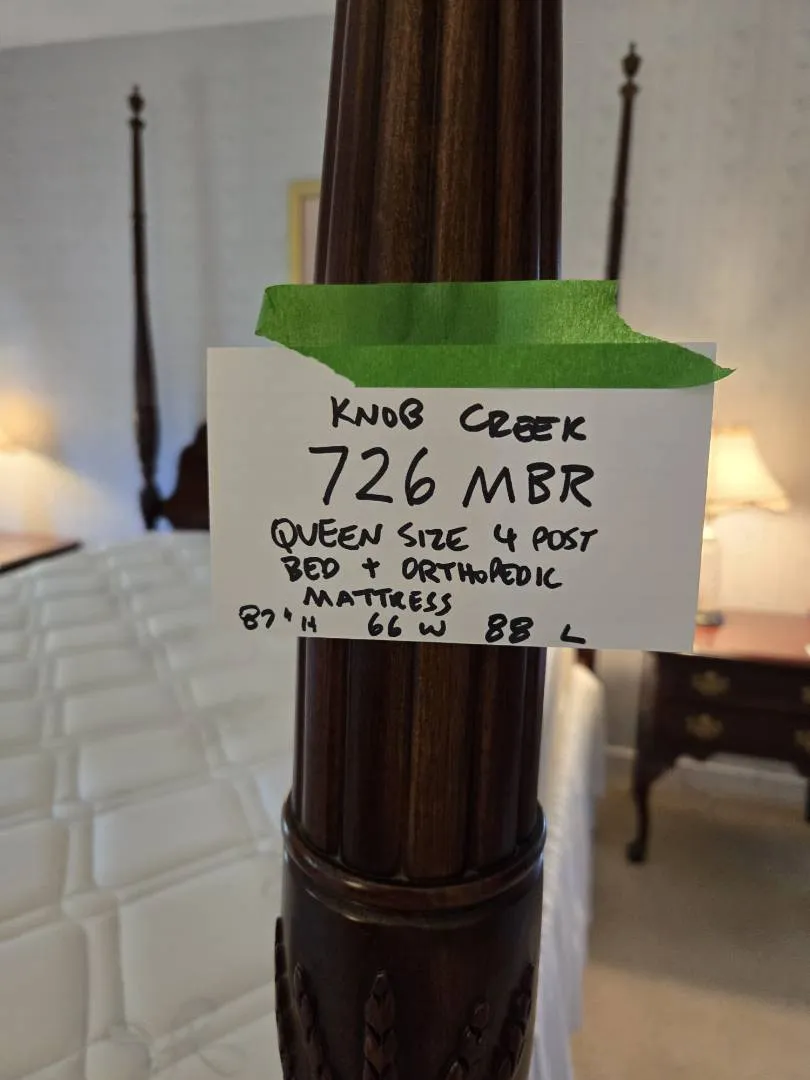 KNOB CREEK
726 MBR
QUEEN SIZE 4 POST
BED + ORTHOPEDIC
MATTRESS
87" H 66 W 88 L